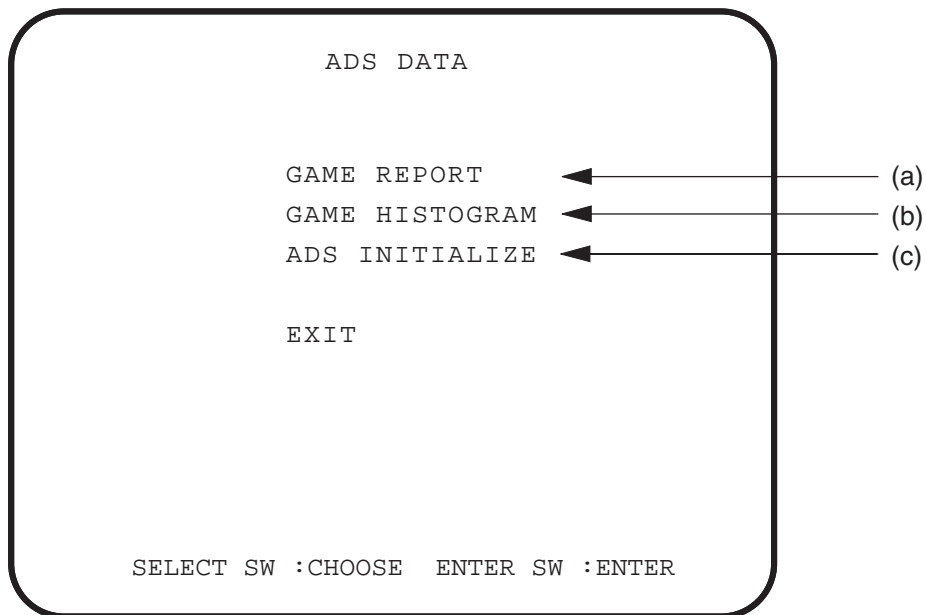 ADS DATA
GAME REPORT (a)
GAME HISTOGRAM (b)
ADS INITIALIZE (c)
EXIT
SELECT SW :CHOOSE ENTER SW :ENTER